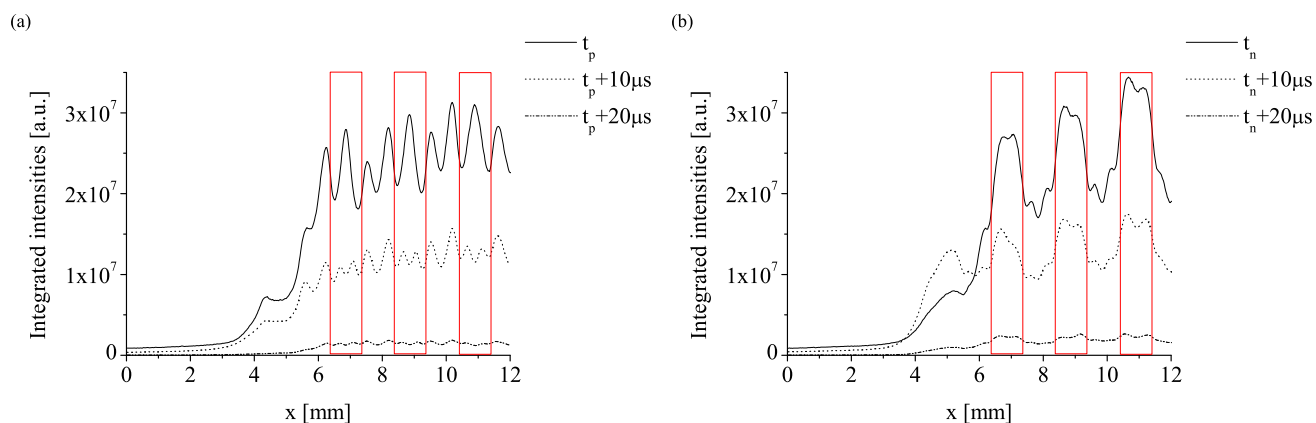 (a)
t_p
t_p+10μs
t_p+20μs
Integrated intensities [a.u.]
3x10^7
2x10^7
1x10^7
0
0 2 4 6 8 10 12
x [mm]
(b)
t_n
t_n+10μs
t_n+20μs
Integrated intensities [a.u.]
3x10^7
2x10^7
1x10^7
0
0 2 4 6 8 10 12
x [mm]